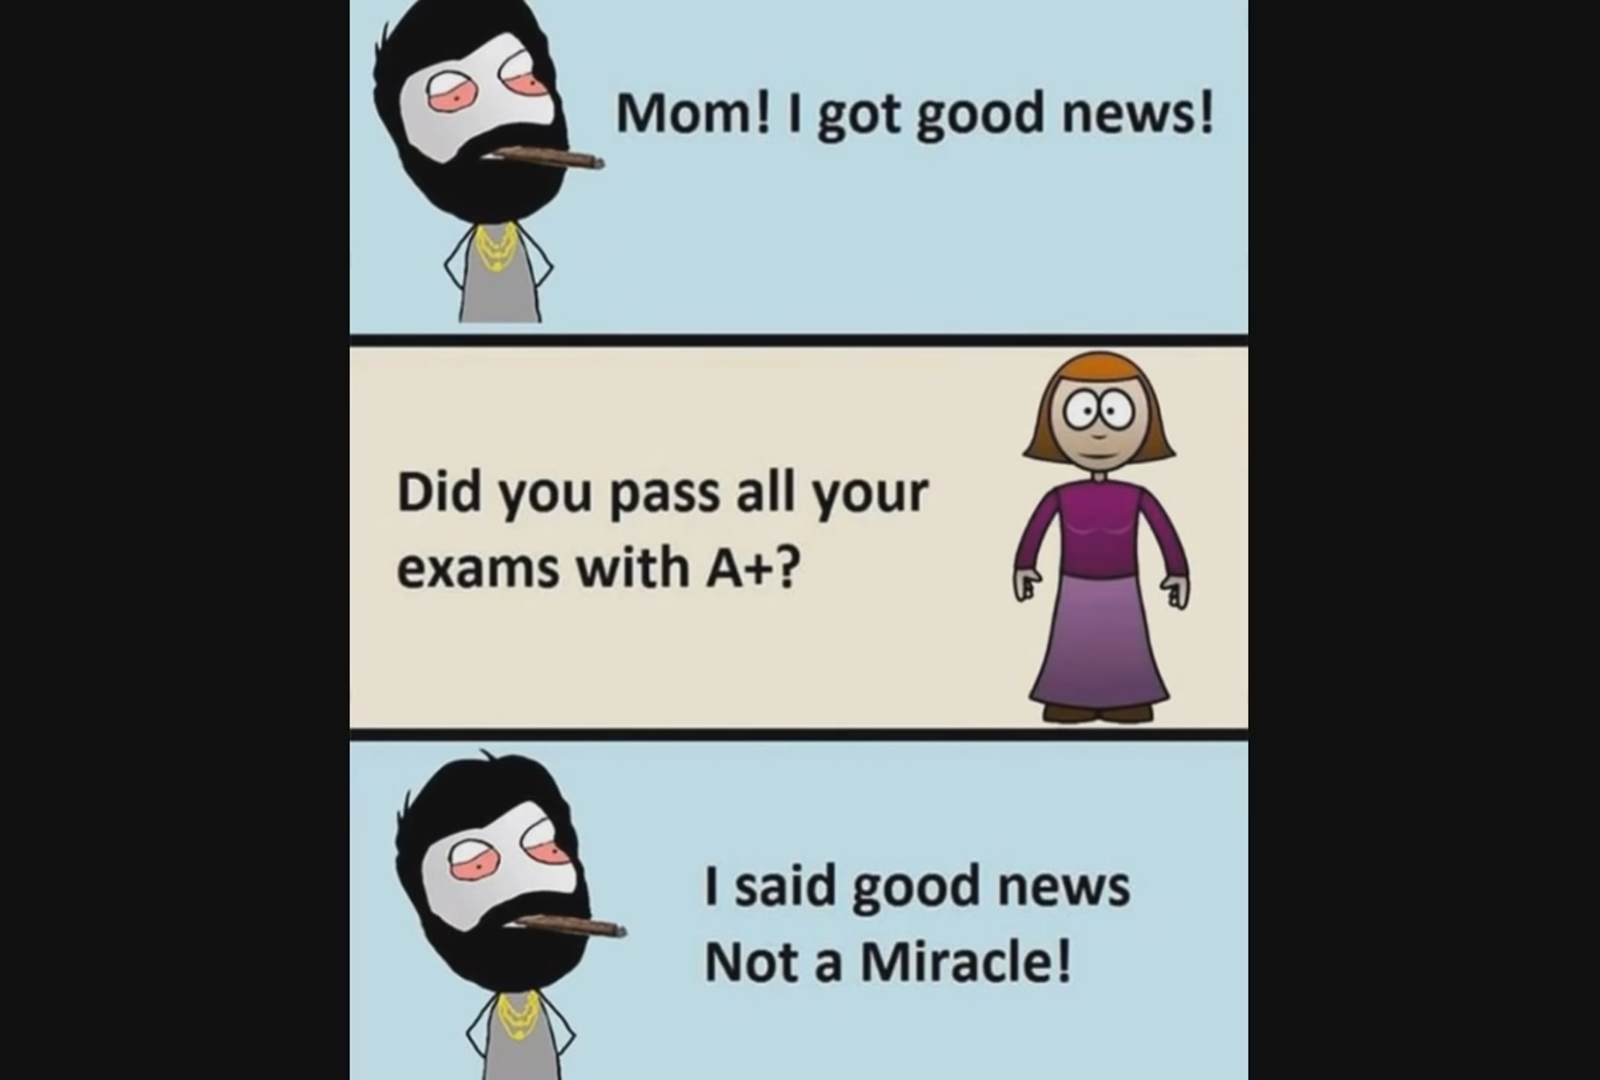 Mom! I got good news!
Did you pass all your
exams with A+?
I said good news
Not a Miracle!